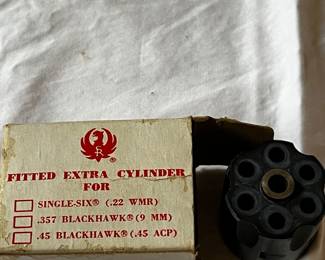 FITTED EXTRA CYLINDER
FOR
SINGLE-SIX® (.22 WMR)
.357 BLACKHAWK® (9 MM)
.45 BLACKHAWK® (.45 ACP)